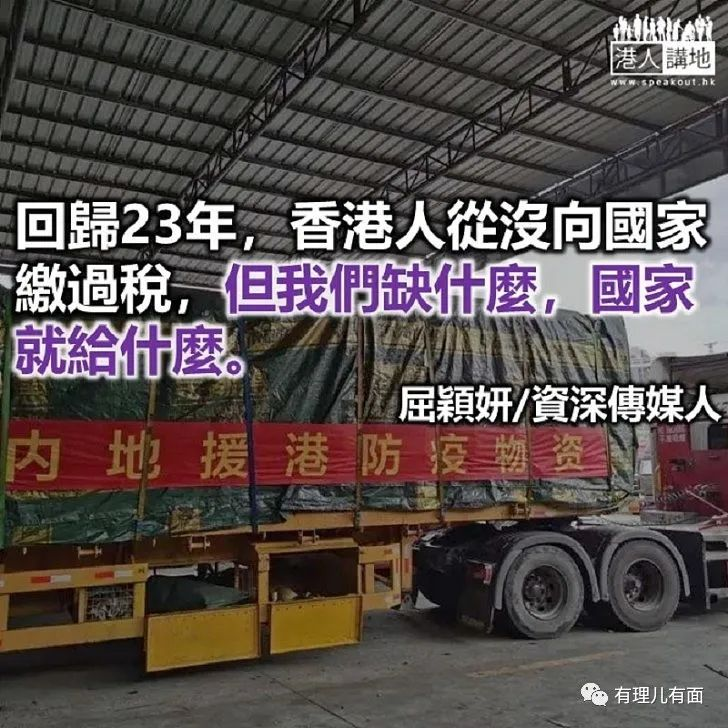 港人講地
www.speakout.hk
回歸23年，香港人從沒向國家
繳過稅，但我們缺什麼，國家
就給什麼。
屈穎妍/資深傳媒人
内地援港防疫物资
有理儿有面